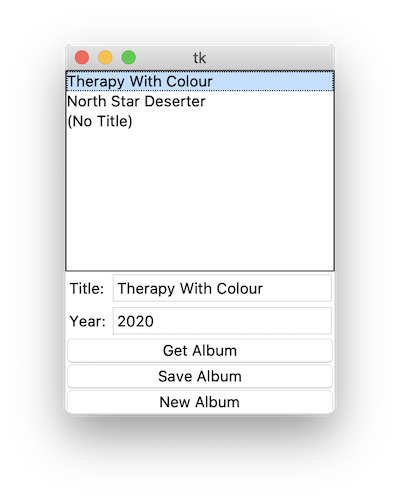 tk
Therapy With Colour
North Star Deserter
(No Title)
Title: Therapy With Colour
Year: 2020
Get Album
Save Album
New Album